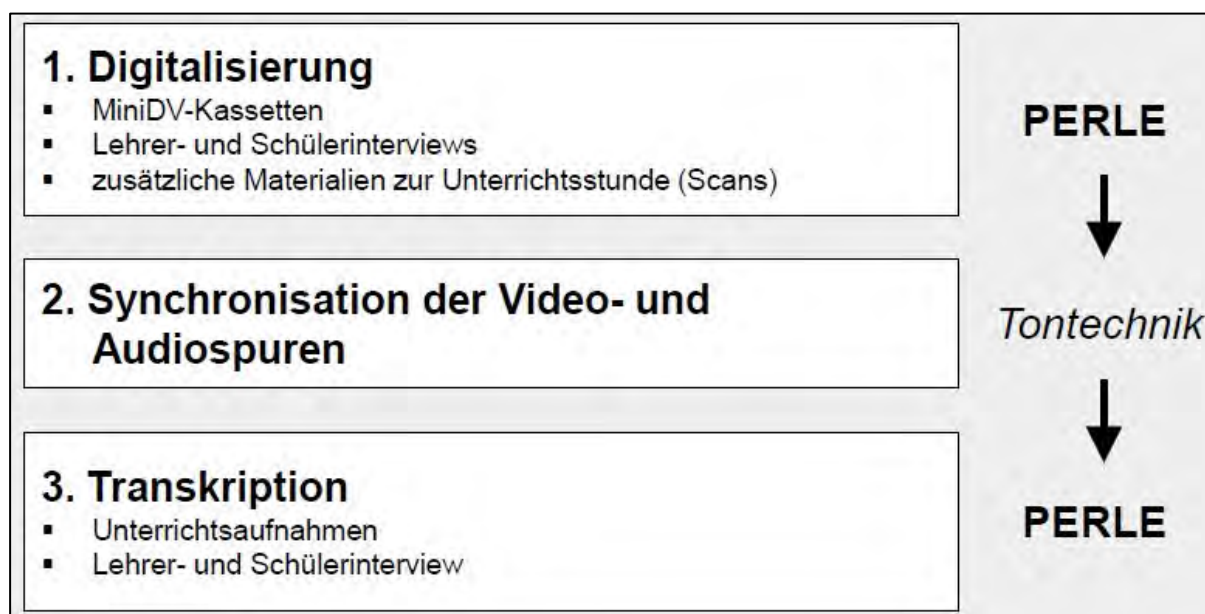 1. Digitalisierung
▪ MiniDV-Kassetten
▪ Lehrer- und Schülerinterviews
▪ zusätzliche Materialien zur Unterrichtsstunde (Scans)
PERLE
2. Synchronisation der Video- und
Audiospuren
Tontechnik
3. Transkription
▪ Unterrichtsaufnahmen
▪ Lehrer- und Schülerinterview
PERLE